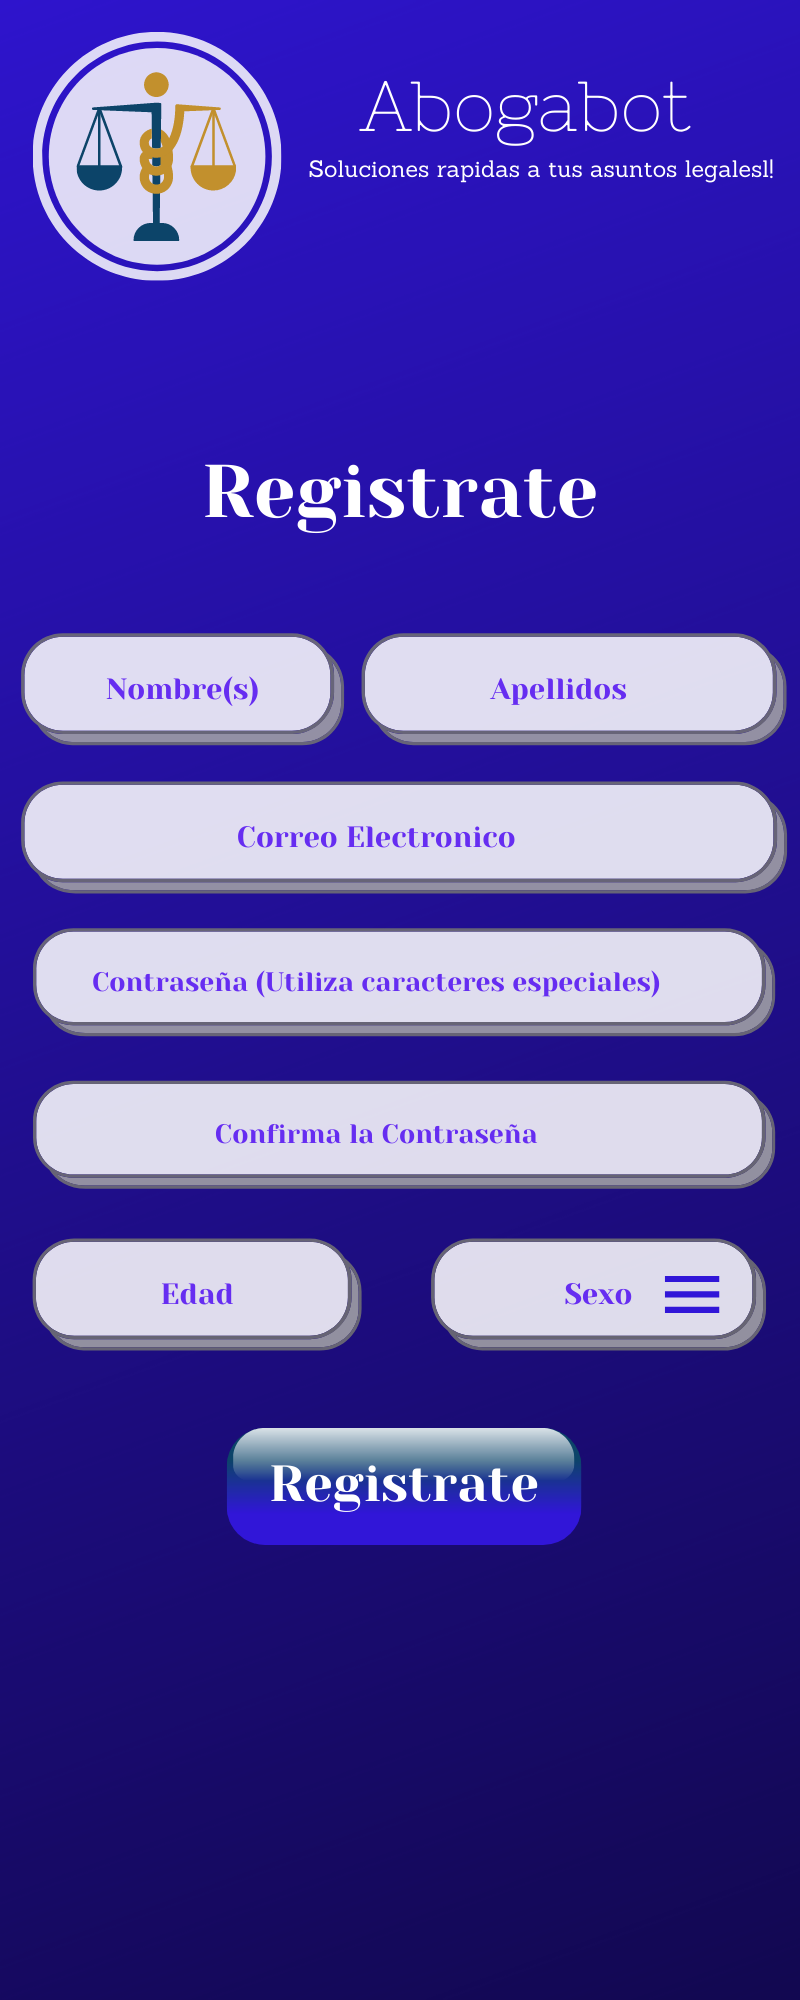 Abogabot
Soluciones rapidas a tus asuntos legalesl!
Registrate
Nombre(s)
Apellidos
Correo Electronico
Contraseña (Utiliza caracteres especiales)
Confirma la Contraseña
Edad
Sexo
Registrate